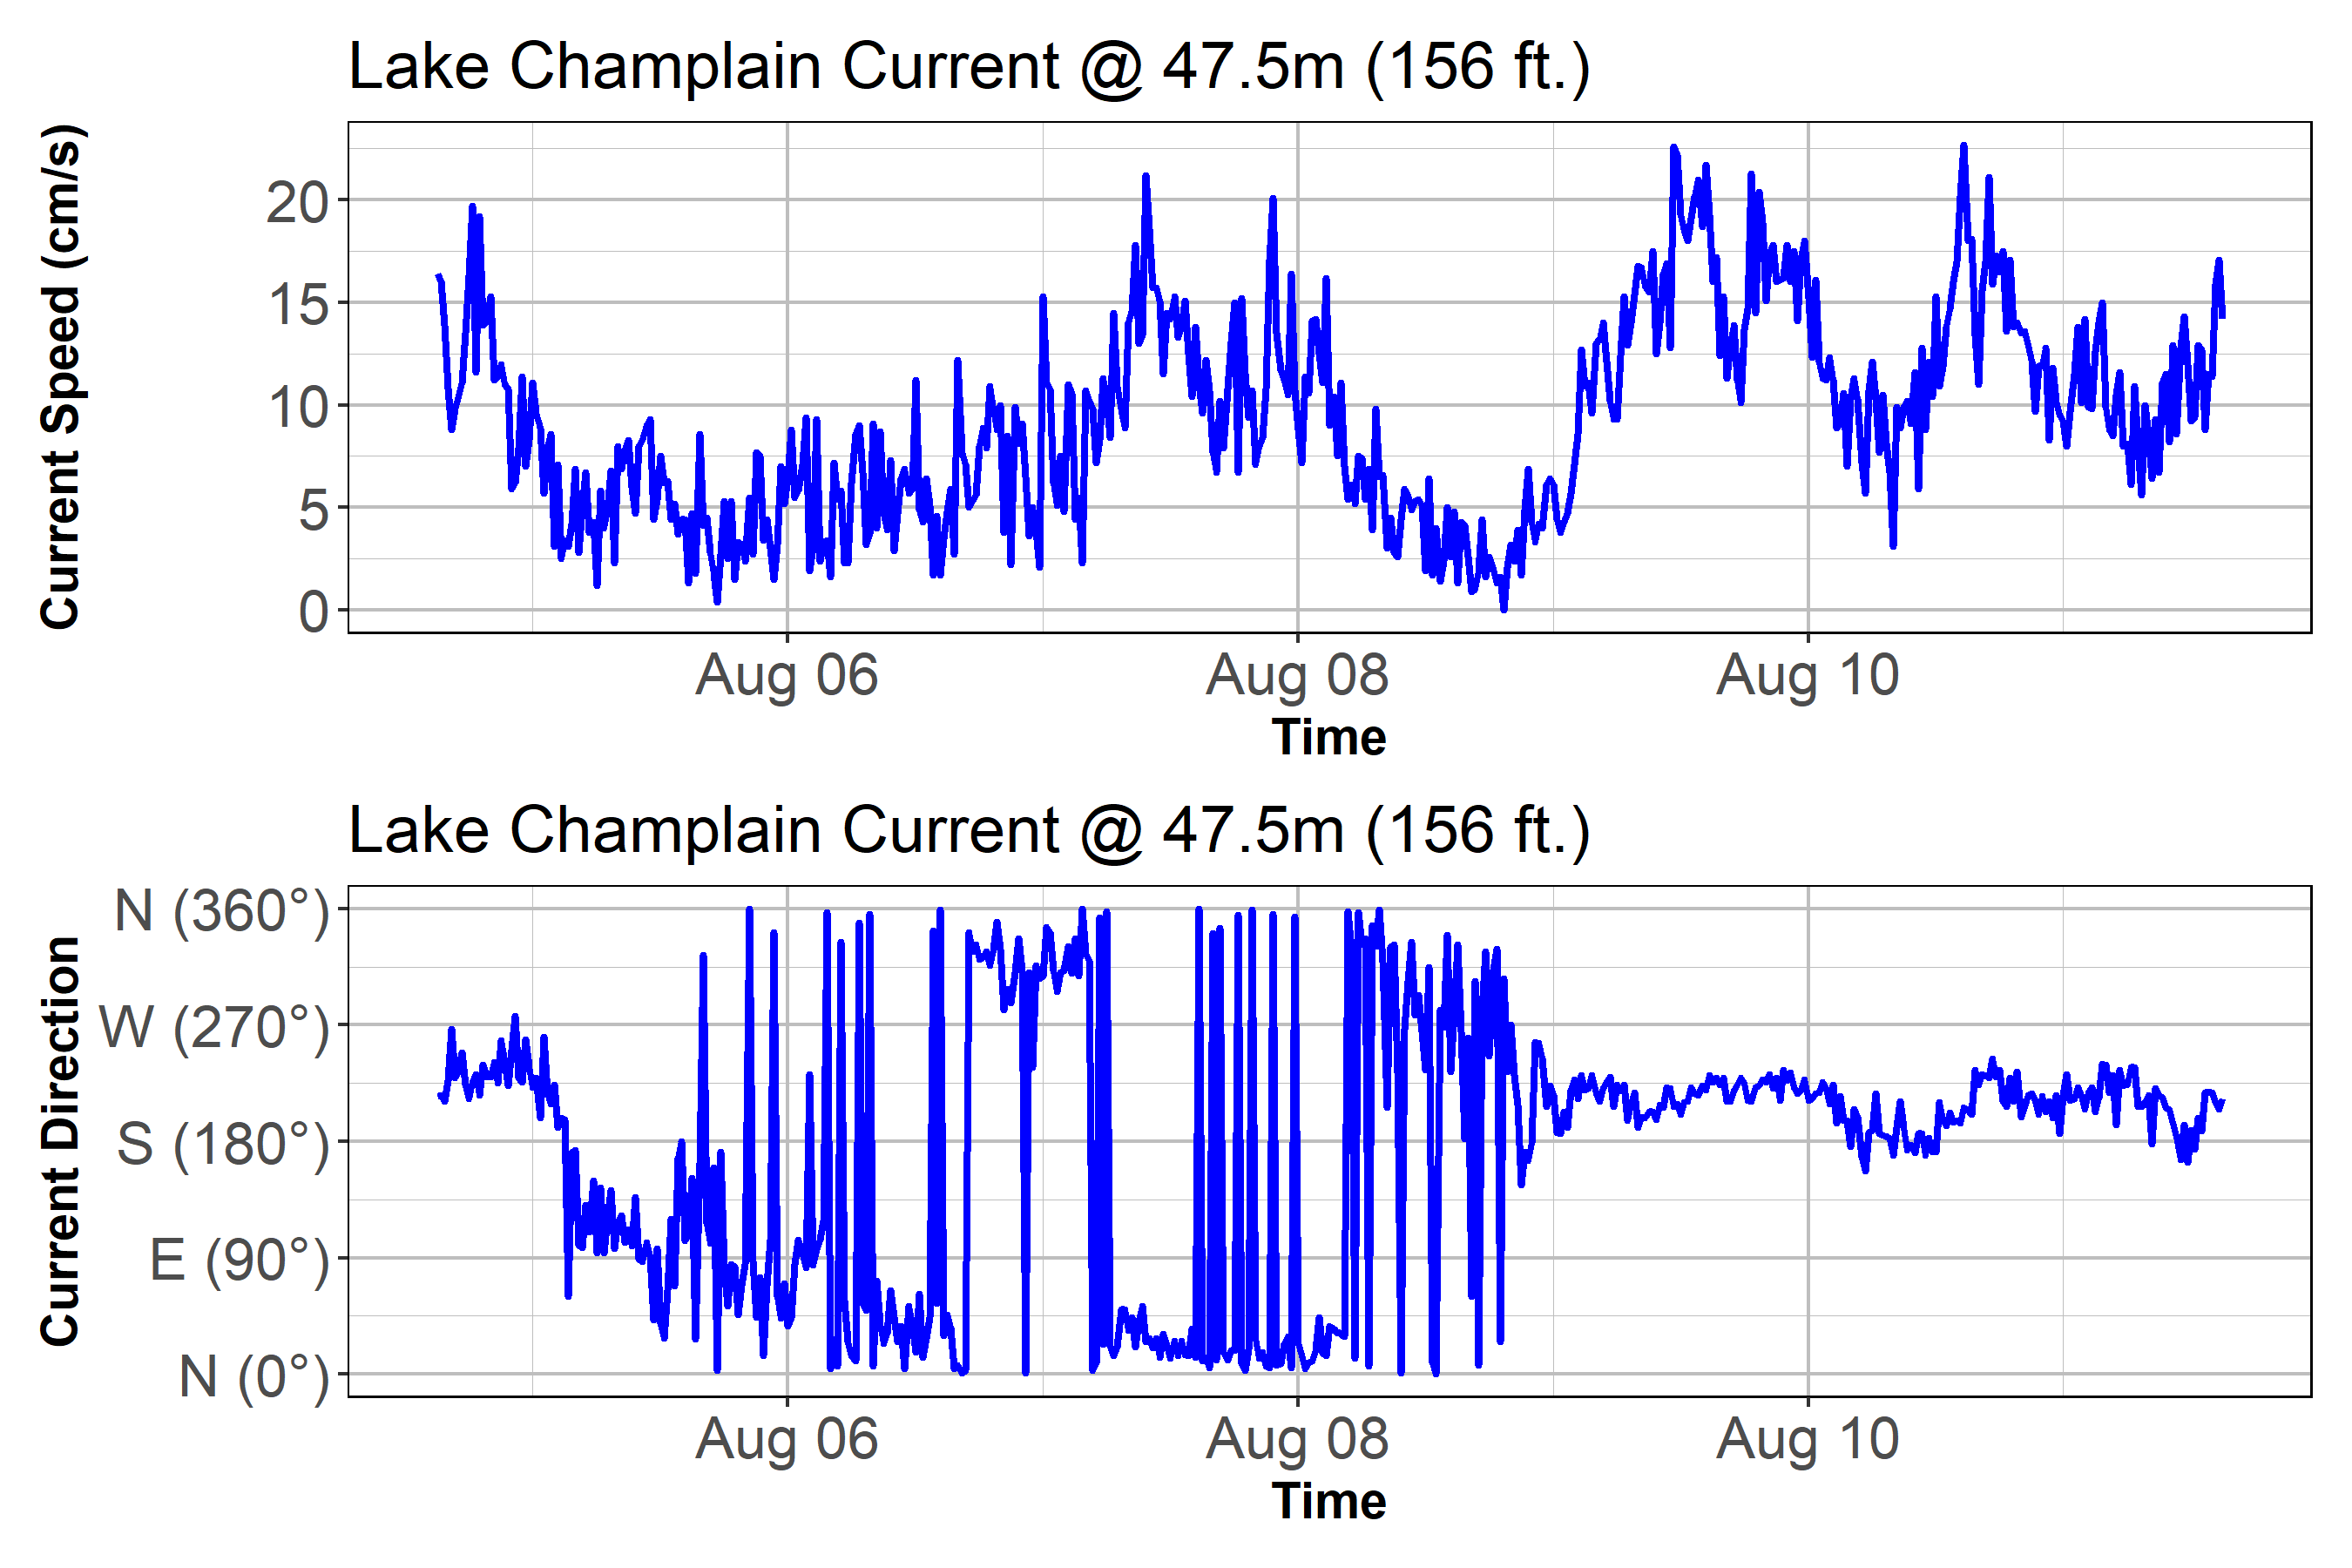 Lake Champlain Current @ 47.5m (156 ft.)
Current Speed (cm/s)
20
15
10
5
0
Aug 06
Aug 08
Aug 10
Time
Lake Champlain Current @ 47.5m (156 ft.)
Current Direction
N (360°)
W (270°)
S (180°)
E (90°)
N (0°)
Aug 06
Aug 08
Aug 10
Time